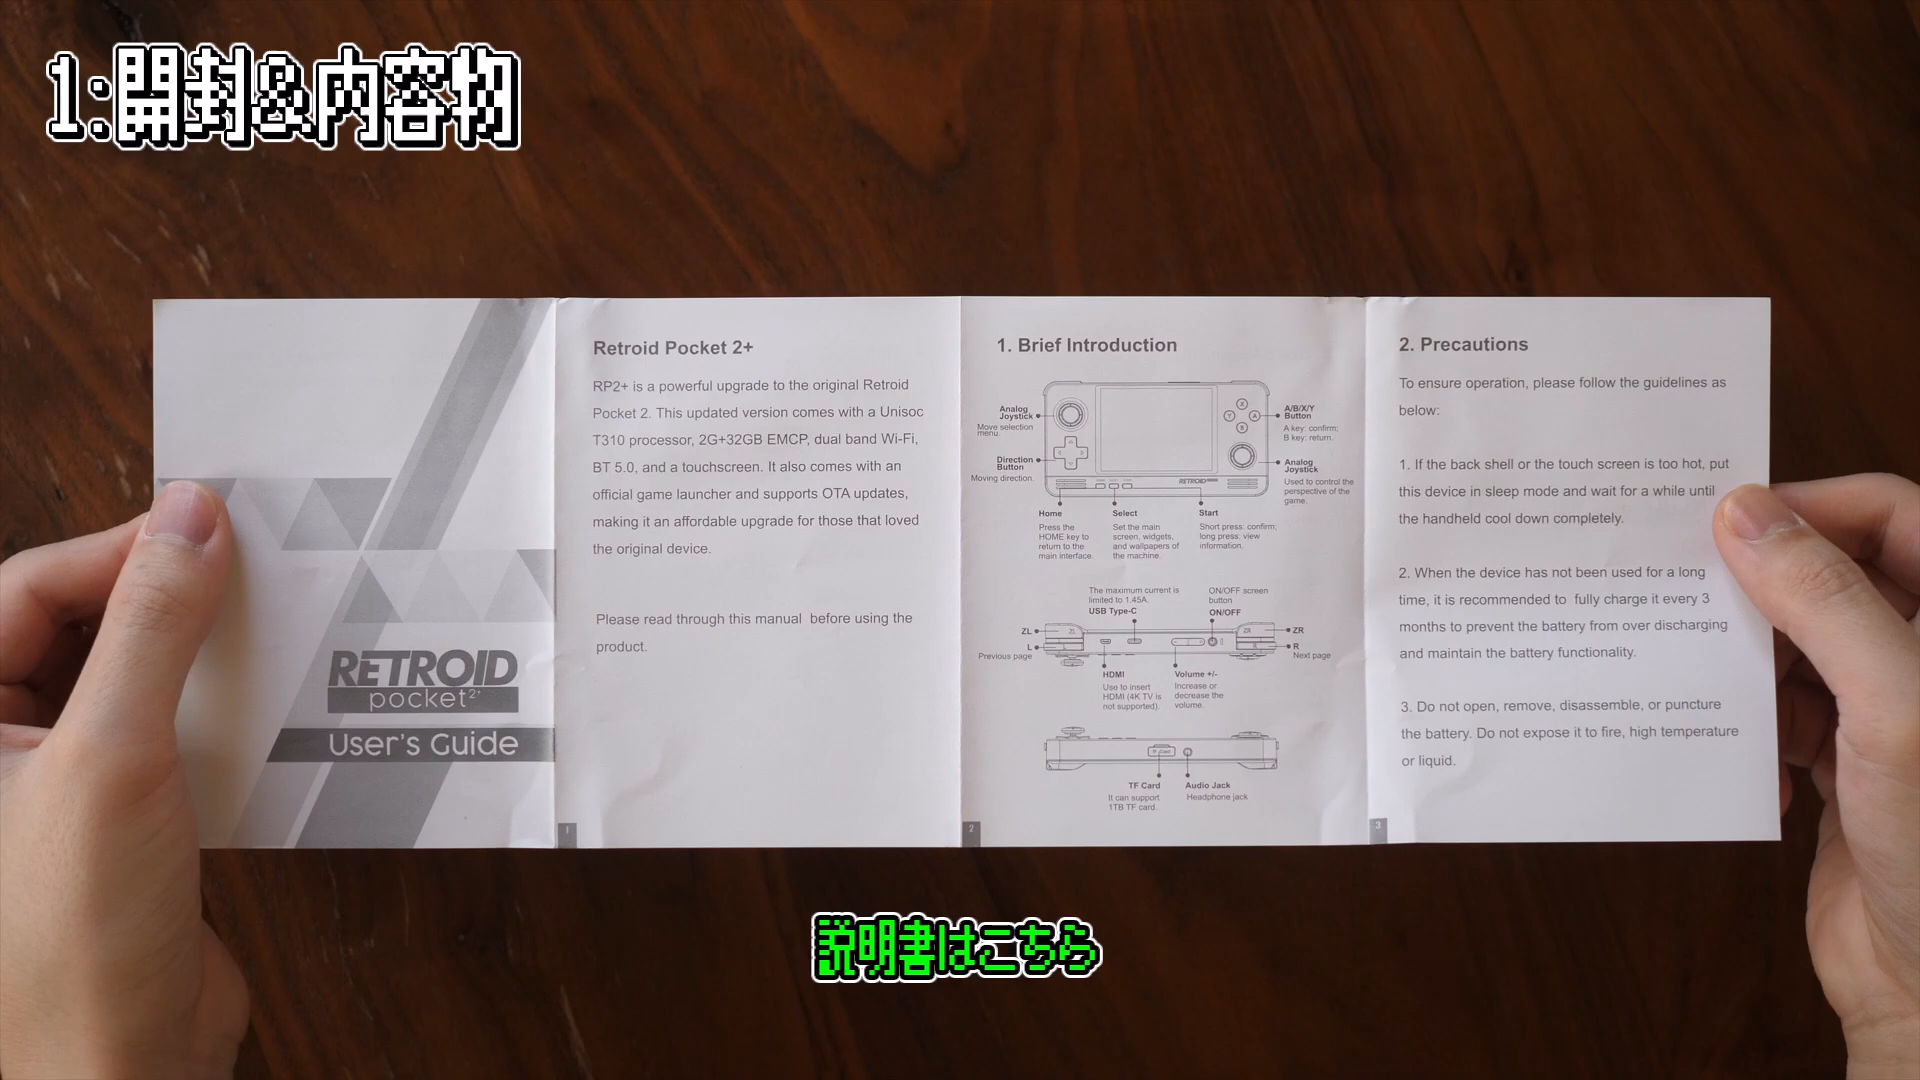 1:開封&内容物
RETROID
pocket2+
User's Guide
Retroid Pocket 2+
RP2+ is a powerful upgrade to the original Retroid
Pocket 2. This updated version comes with a Unisoc
T310 processor, 2G+32GB EMCP, dual band Wi-Fi,
BT 5.0, and a touchscreen. It also comes with an
official game launcher and supports OTA updates,
making it an affordable upgrade for those that loved
the original device.
Please read through this manual before using the
product.
1
1. Brief Introduction
Analog
Joystick
Move selection
menu.
Direction
Button
Moving direction.
X
Y
A
B
A/B/X/Y
Button
A key: confirm;
B key: return.
Analog
Joystick
Used to control the
perspective of the
game.
RETROID
Home
Press the
HOME key to
return to the
main interface.
Select
Set the main
screen, widgets,
and wallpapers of
the machine.
Start
Short press: confirm;
long press: view
information.
The maximum current is
limited to 1.45A.
USB Type-C
ON/OFF screen
button
ON/OFF
ZL
ZL
L
Previous page
ZR
ZR
R
R
Next page
HDMI
Use to insert
HDMI (4K TV is
not supported).
Volume +/-
Increase or
decrease the
volume.
TF Card
TF Card
It can support
1TB TF card.
Audio Jack
Headphone jack
2
2. Precautions
To ensure operation, please follow the guidelines as
below:
1. If the back shell or the touch screen is too hot, put
this device in sleep mode and wait for a while until
the handheld cool down completely.
2. When the device has not been used for a long
time, it is recommended to fully charge it every 3
months to prevent the battery from over discharging
and maintain the battery functionality.
3. Do not open, remove, disassemble, or puncture
the battery. Do not expose it to fire, high temperature
or liquid.
3
説明書はこちら